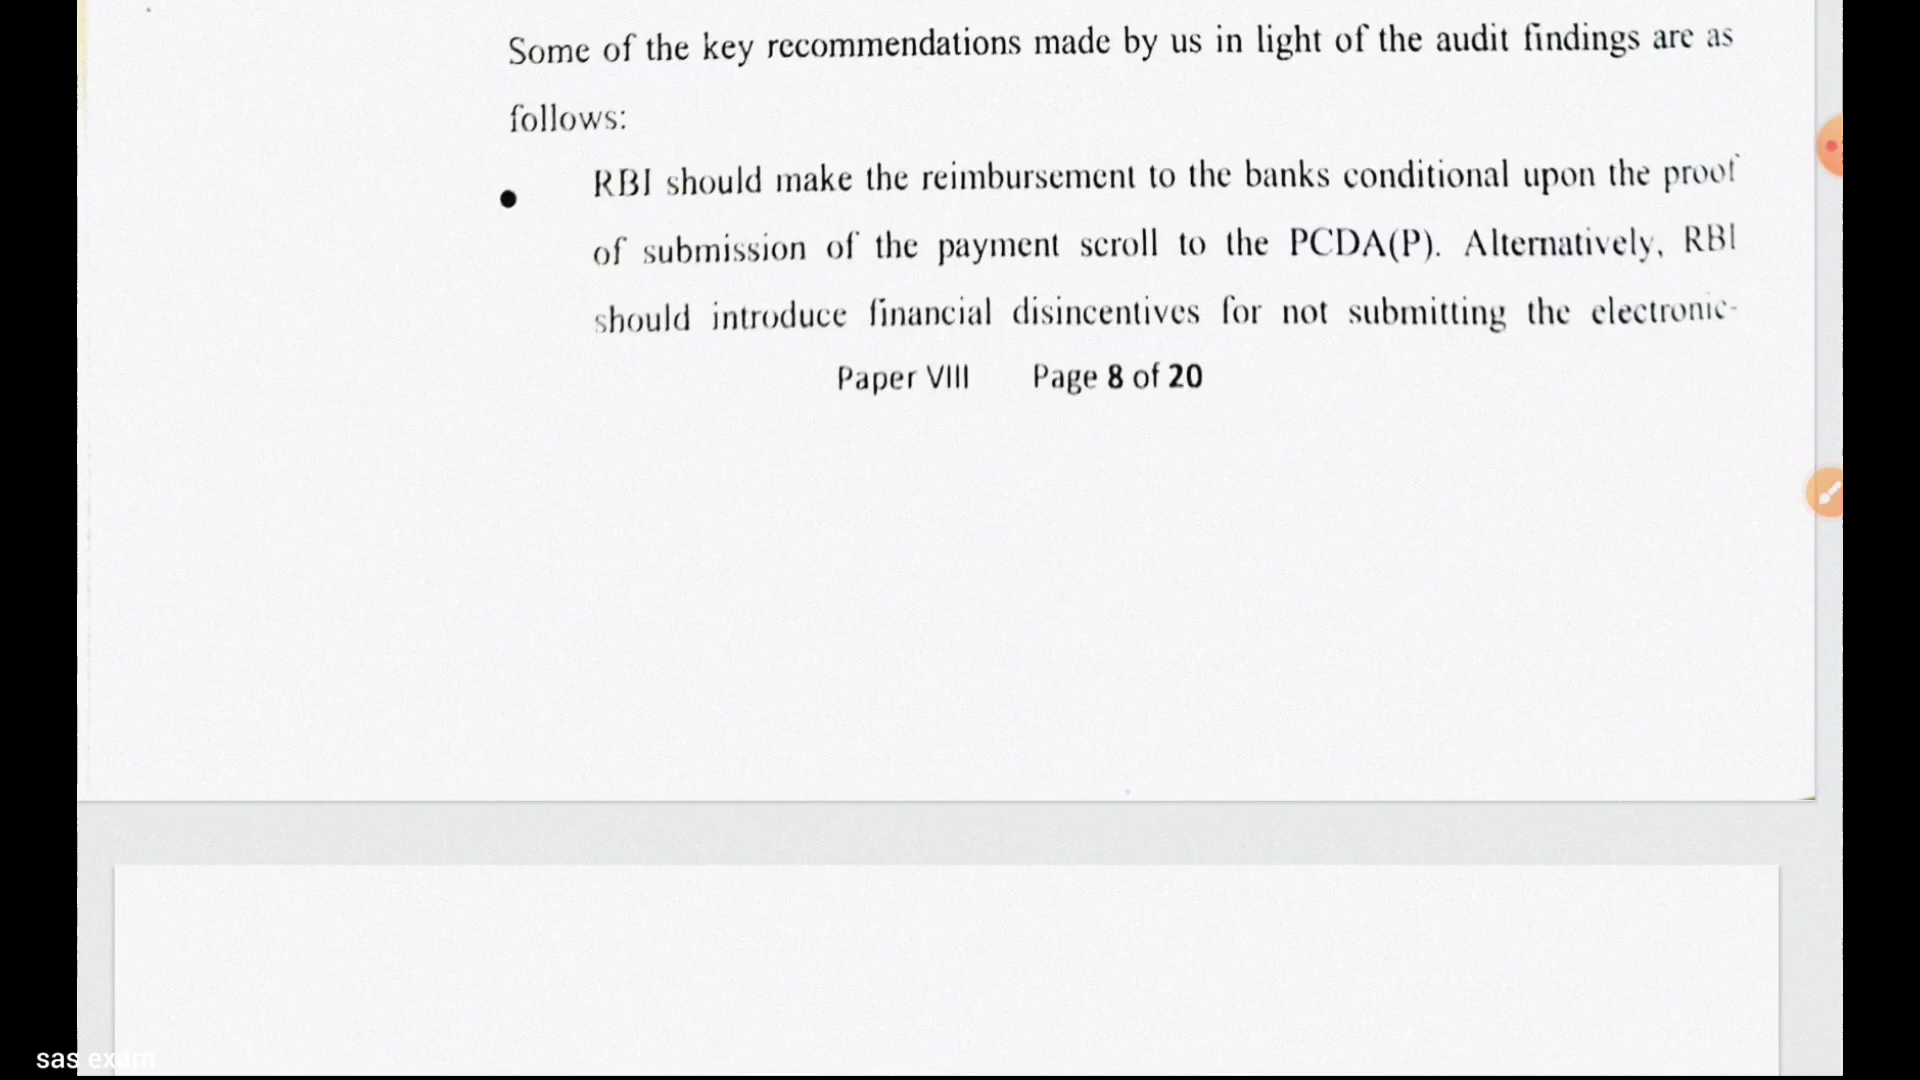 Some of the key recommendations made by us in light of the audit findings are as
follows:
● RBI should make the reimbursement to the banks conditional upon the proof
of submission of the payment scroll to the PCDA(P). Alternatively, RBI
should introduce financial disincentives for not submitting the electronic-
Paper VIII Page 8 of 20
sas exam